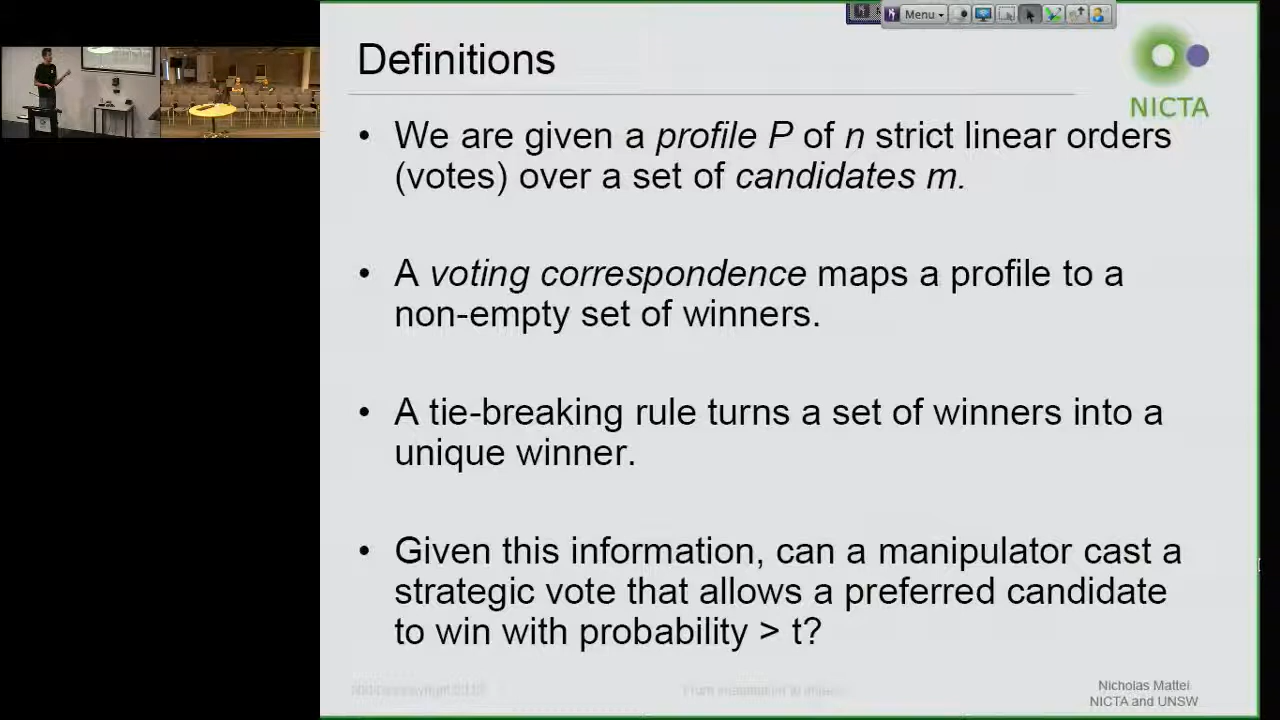 Menu
Definitions
NICTA
• We are given a profile P of n strict linear orders
(votes) over a set of candidates m.
• A voting correspondence maps a profile to a
non-empty set of winners.
• A tie-breaking rule turns a set of winners into a
unique winner.
• Given this information, can a manipulator cast a
strategic vote that allows a preferred candidate
to win with probability > t?
Nicholas Mattei
NICTA and UNSW